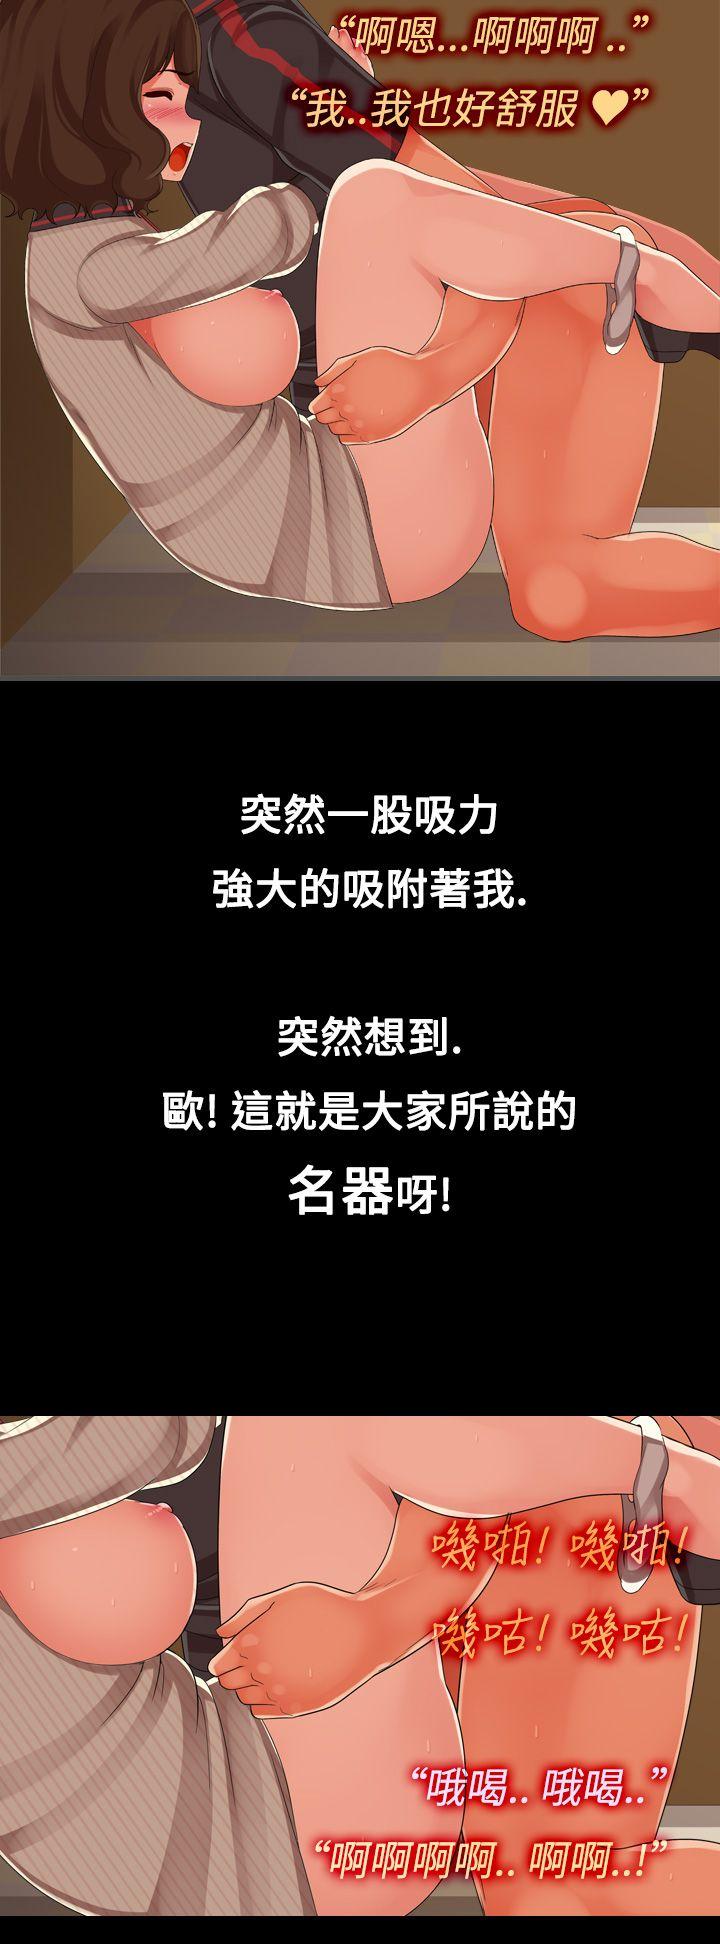 “啊嗯...啊啊啊 ..”
“我..我也好舒服 ♥”
突然一股吸力
強大的吸附著我.
突然想到.
歐! 這就是大家所說的
名器呀!
嘰啪! 嘰啪!
嘰咕! 嘰咕!
“哦喝.. 哦喝..”
“啊啊啊啊.. 啊啊..!”